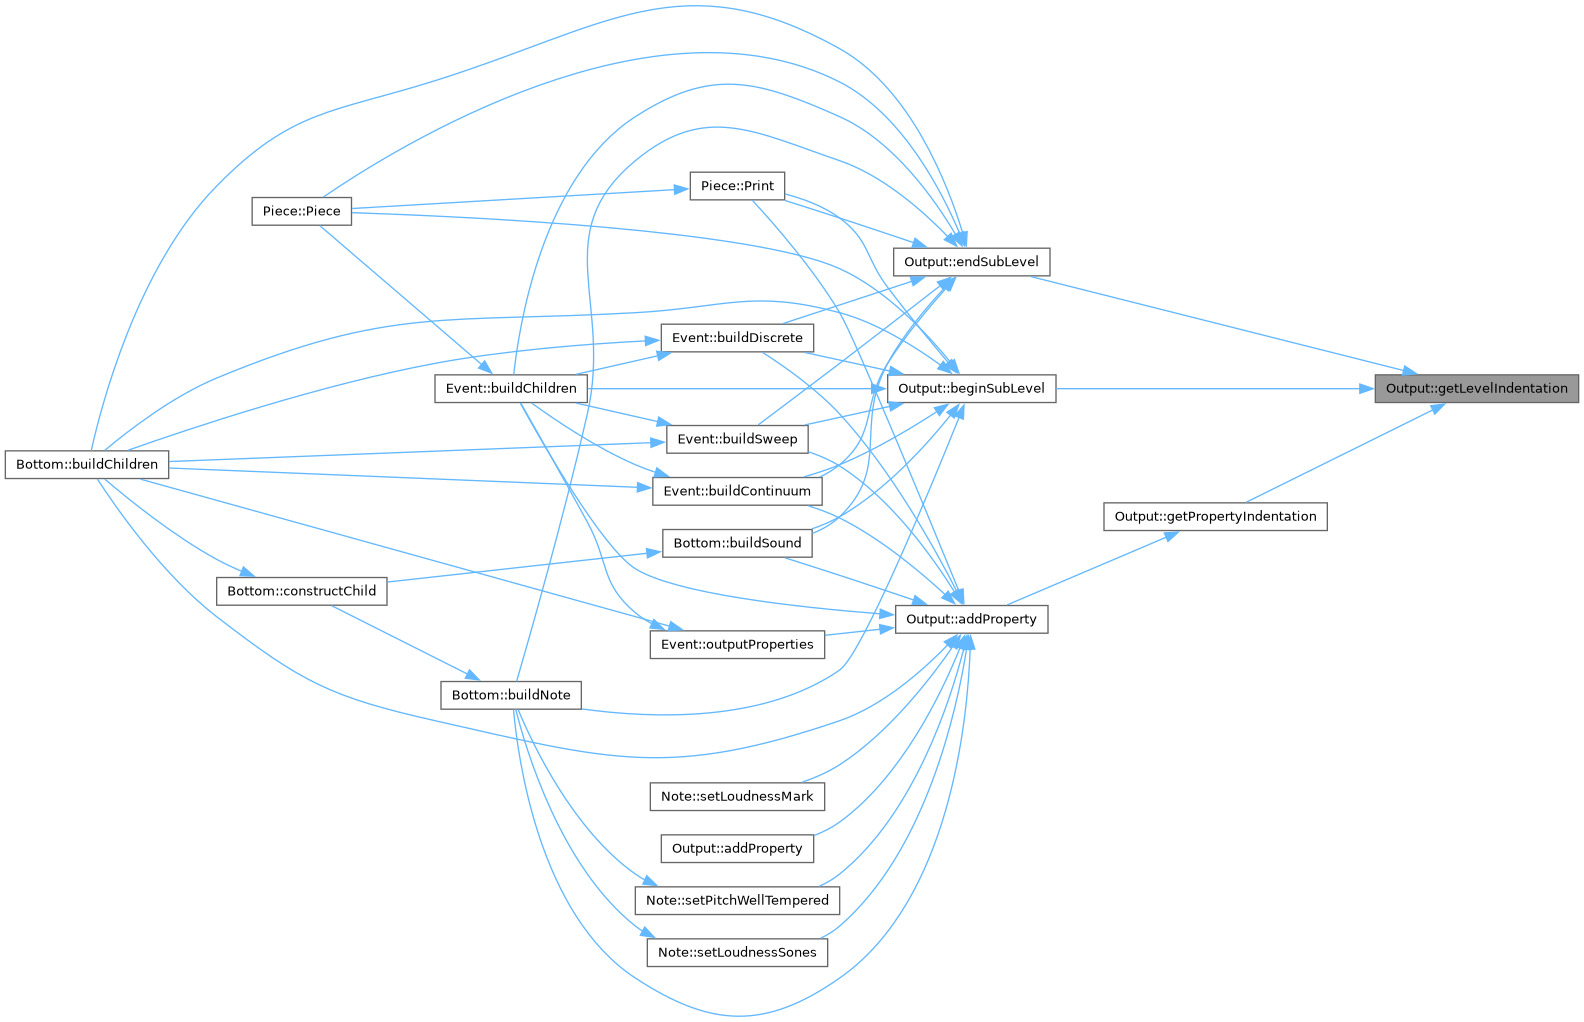 Piece::Print
Piece::Piece
Output::endSubLevel
Event::buildDiscrete
Event::buildChildren
Output::beginSubLevel
Output::getLevelIndentation
Event::buildSweep
Bottom::buildChildren
Event::buildContinuum
Output::getPropertyIndentation
Bottom::buildSound
Bottom::constructChild
Output::addProperty
Event::outputProperties
Bottom::buildNote
Note::setLoudnessMark
Output::addProperty
Note::setPitchWellTempered
Note::setLoudnessSones